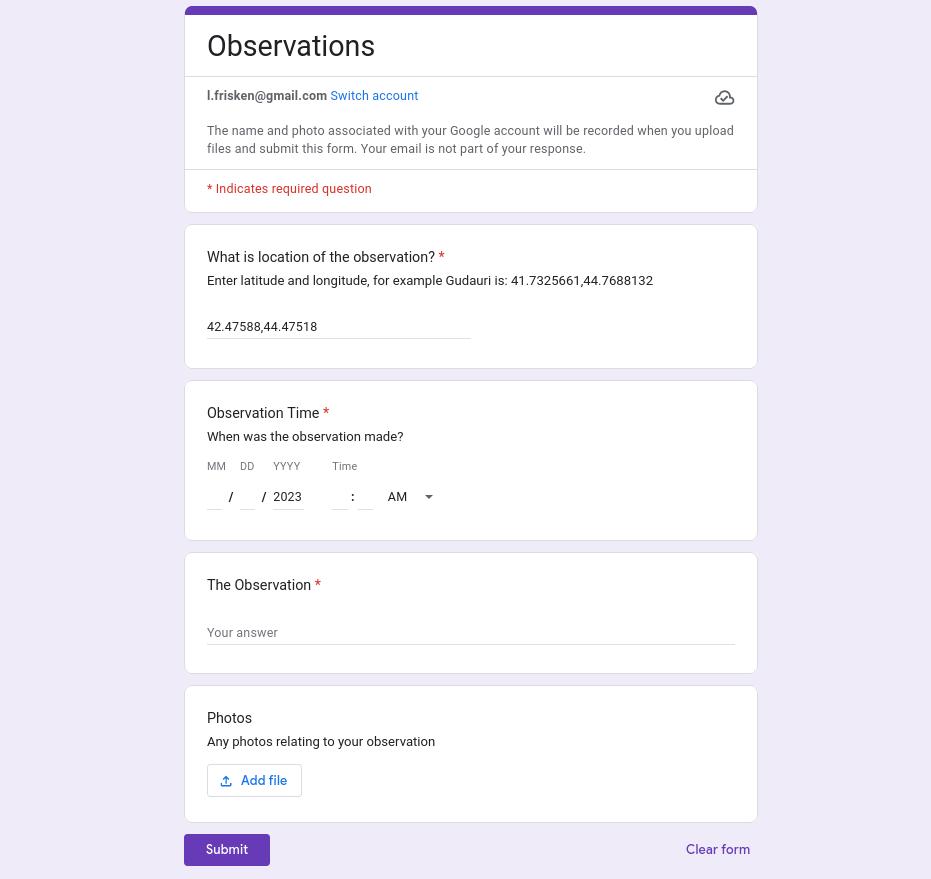 Observations
l.frisken@gmail.com Switch account
The name and photo associated with your Google account will be recorded when you upload
files and submit this form. Your email is not part of your response.
* Indicates required question
What is location of the observation? *
Enter latitude and longitude, for example Gudauri is: 41.7325661,44.7688132
42.47588,44.47518
Observation Time *
When was the observation made?
MM DD YYYY Time
/ / 2023 : AM
The Observation *
Your answer
Photos
Any photos relating to your observation
Add file
Submit Clear form